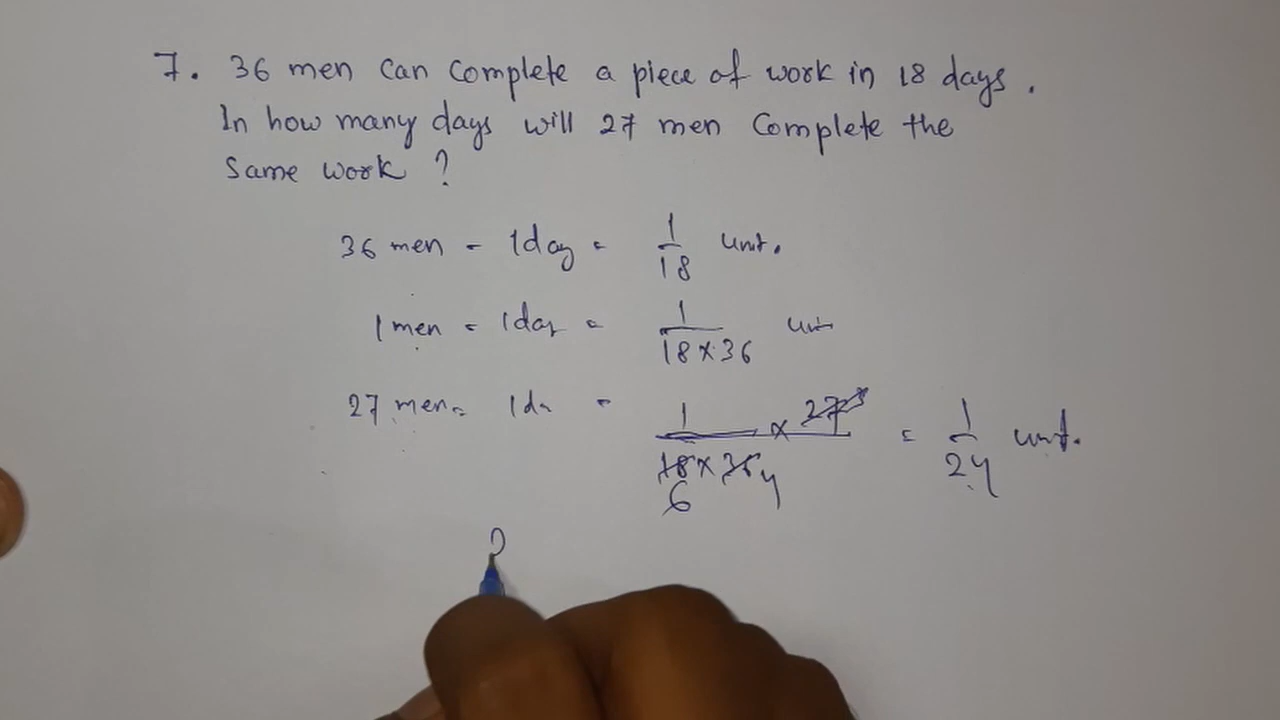 7. 36 men can complete a piece of work in 18 days.
In how many days will 27 men complete the
same work ?
36 men = 1 day = 1/18 unit.
1 men = 1 day = 1/18×36 uni
27 men = 1 da = 1/18×36 × 27 3 = 1/24 unit.
6 4